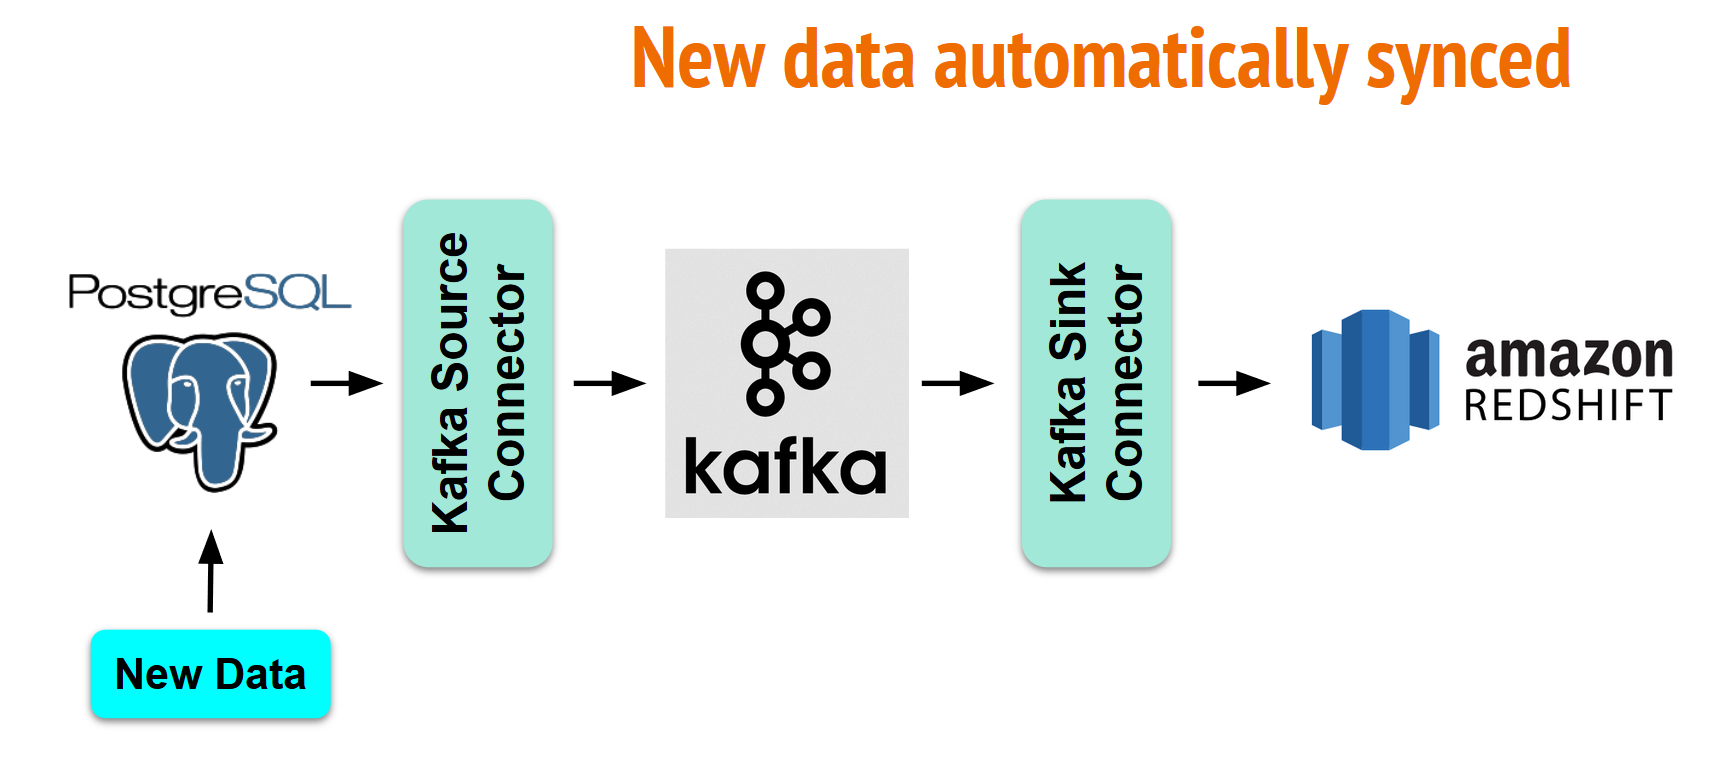 New data automatically synced
PostgreSQL
Kafka Source
Connector
kafka
Kafka Sink
Connector
amazon
REDSHIFT
New Data